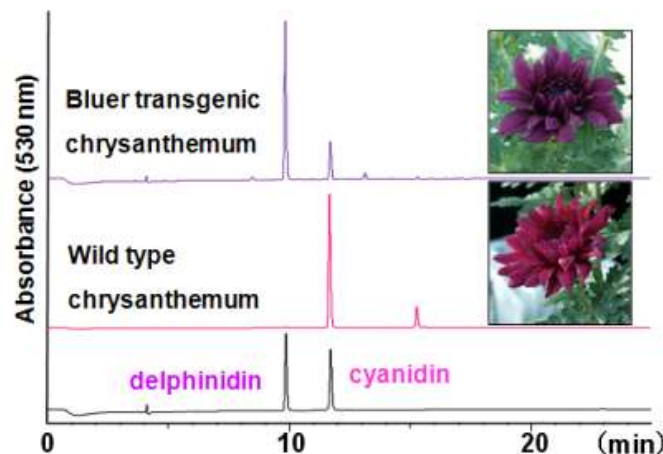 Absorbance (530 nm)
Bluer transgenic
chrysanthemum
Wild type
chrysanthemum
delphinidin
cyanidin
0
10
20
(min)